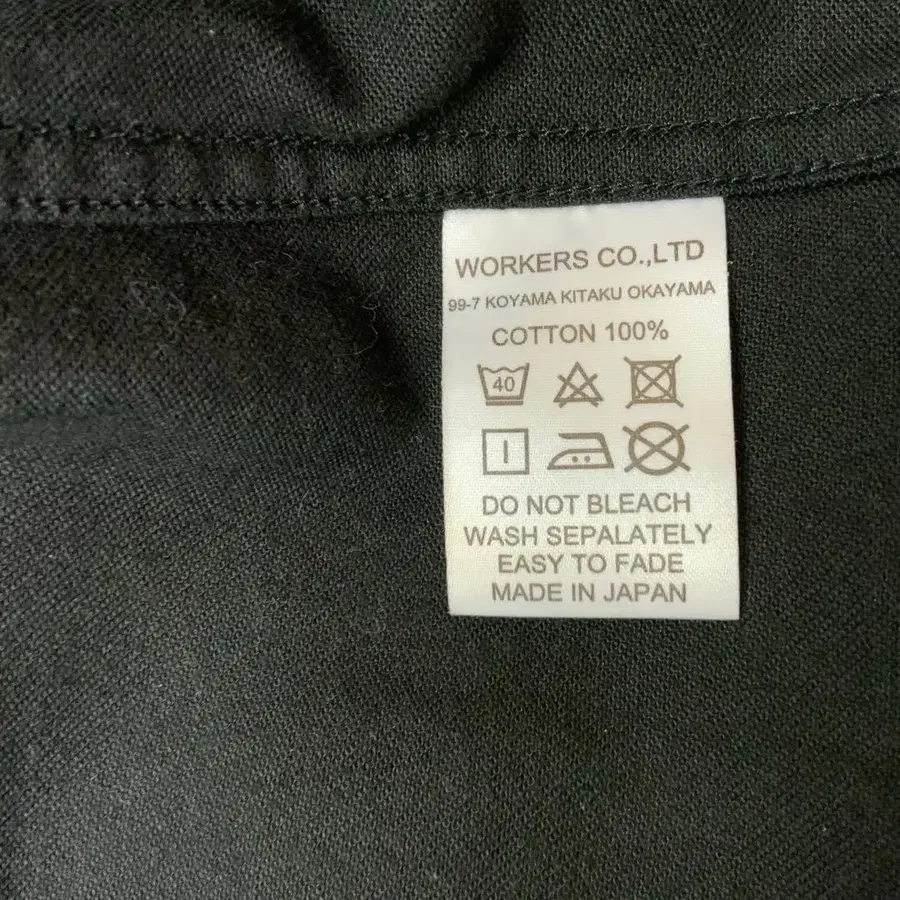 WORKERS CO.,LTD
99-7 KOYAMA KITAKU OKAYAMA
COTTON 100%
40
DO NOT BLEACH
WASH SEPALATELY
EASY TO FADE
MADE IN JAPAN